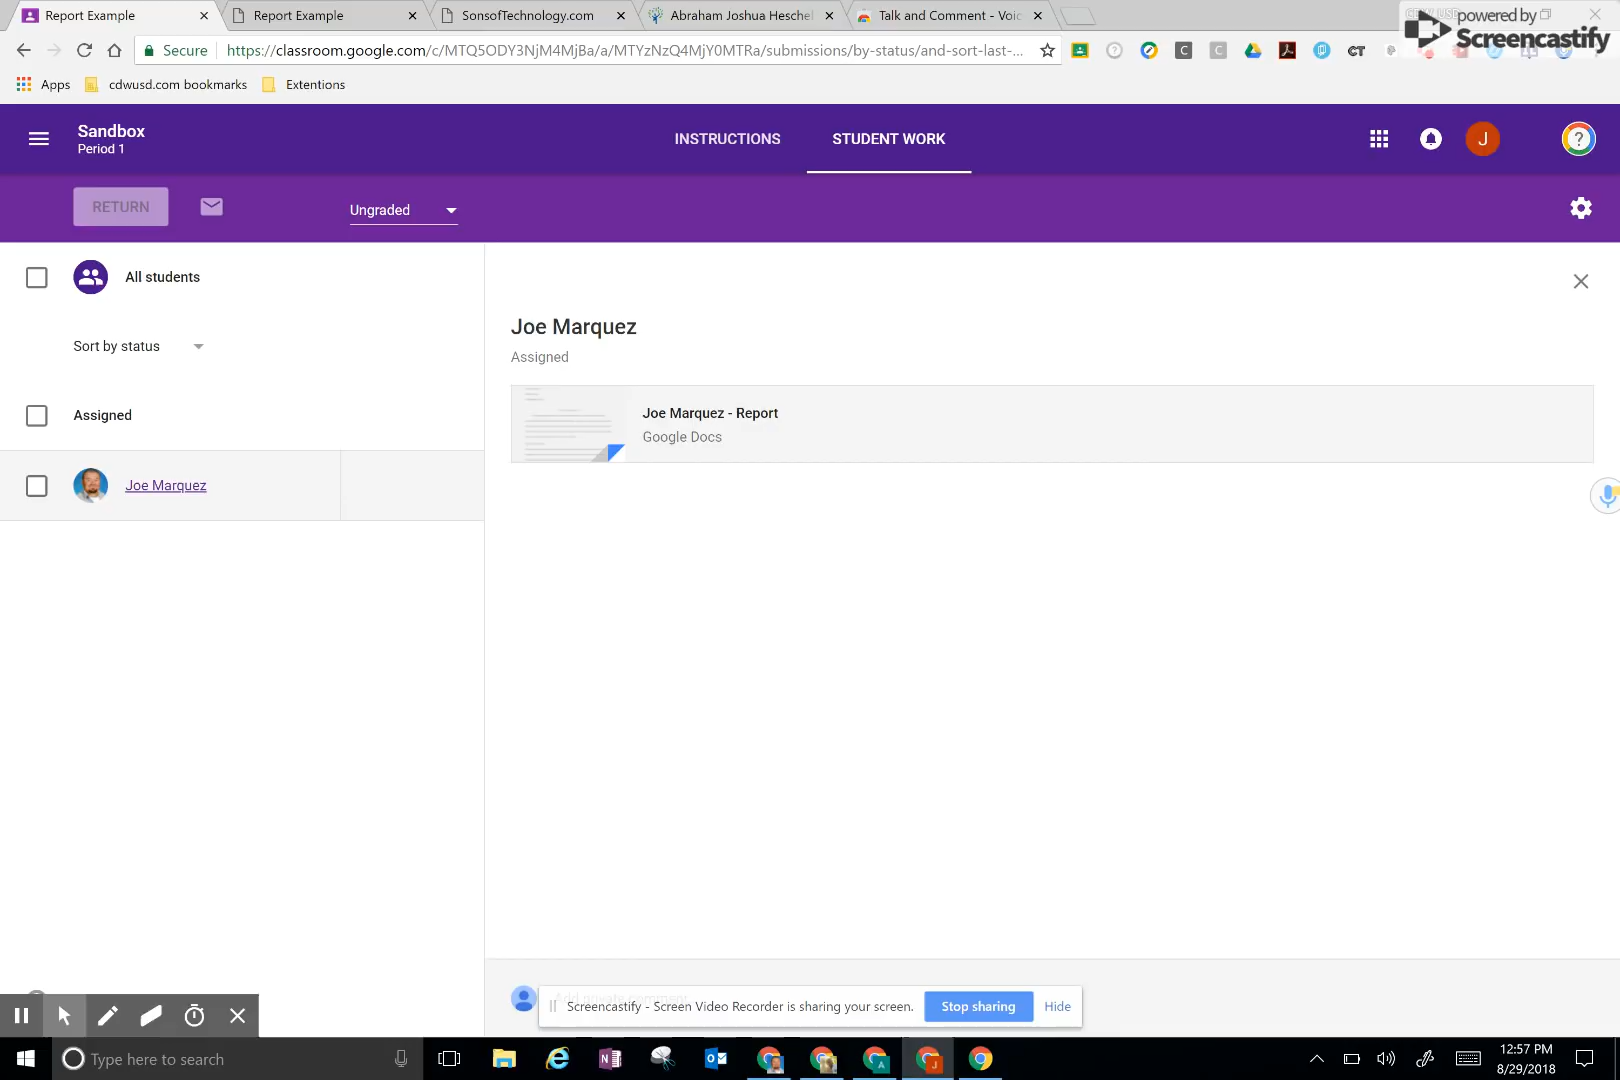 Report Example
Report Example
SonsofTechnology.com
Abraham Joshua Heschel
Talk and Comment - Voic
powered by
Screencastify
Secure
https://classroom.google.com/c/MTQ5ODY3NjM4MjBa/a/MTYzNzQ4MjY0MTRa/submissions/by-status/and-sort-last-...
Apps
cdwusd.com bookmarks
Extentions
Sandbox
Period 1
INSTRUCTIONS
STUDENT WORK
J
?
RETURN
Ungraded
All students
Sort by status
Assigned
Joe Marquez
Joe Marquez
Assigned
Joe Marquez - Report
Google Docs
Screencastify - Screen Video Recorder is sharing your screen.
Stop sharing
Hide
Type here to search
12:57 PM
8/29/2018